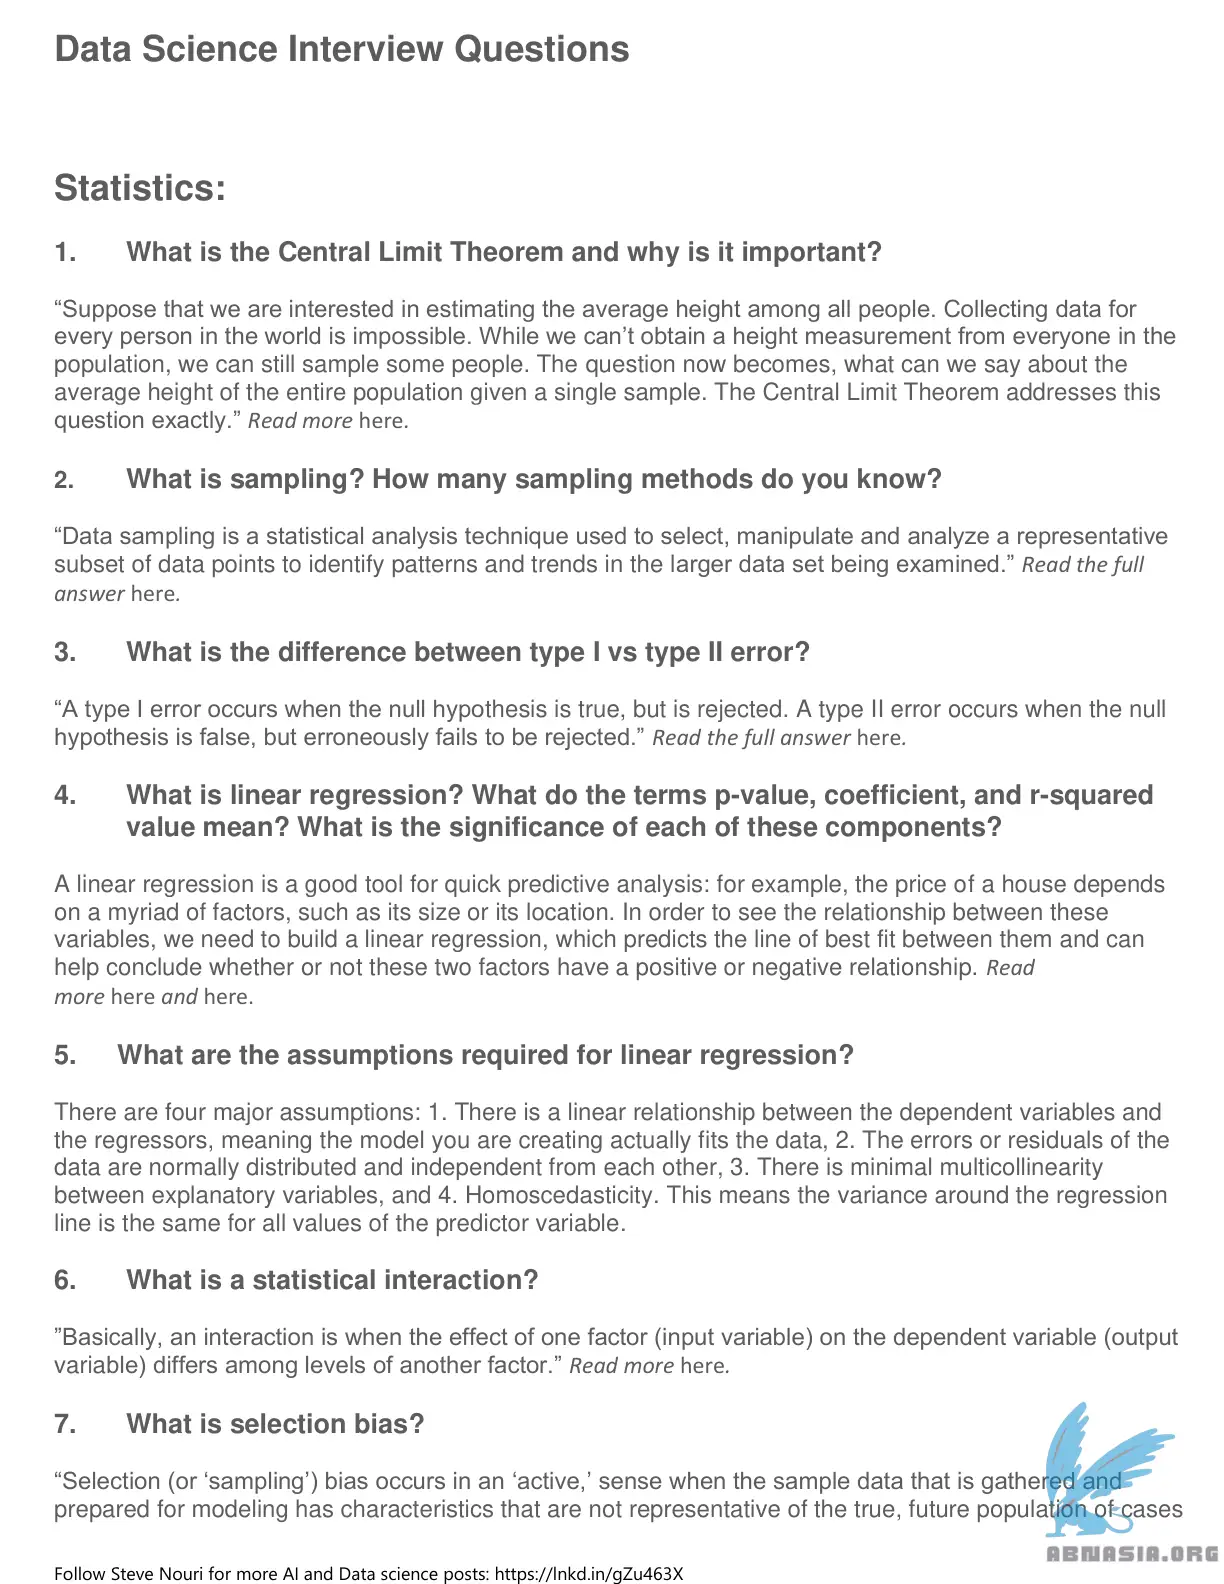 Data Science Interview Questions
Statistics:
1. What is the Central Limit Theorem and why is it important?
“Suppose that we are interested in estimating the average height among all people. Collecting data for
every person in the world is impossible. While we can’t obtain a height measurement from everyone in the
population, we can still sample some people. The question now becomes, what can we say about the
average height of the entire population given a single sample. The Central Limit Theorem addresses this
question exactly.” Read more here.
2. What is sampling? How many sampling methods do you know?
“Data sampling is a statistical analysis technique used to select, manipulate and analyze a representative
subset of data points to identify patterns and trends in the larger data set being examined.” Read the full
answer here.
3. What is the difference between type I vs type II error?
“A type I error occurs when the null hypothesis is true, but is rejected. A type II error occurs when the null
hypothesis is false, but erroneously fails to be rejected.” Read the full answer here.
4. What is linear regression? What do the terms p-value, coefficient, and r-squared
value mean? What is the significance of each of these components?
A linear regression is a good tool for quick predictive analysis: for example, the price of a house depends
on a myriad of factors, such as its size or its location. In order to see the relationship between these
variables, we need to build a linear regression, which predicts the line of best fit between them and can
help conclude whether or not these two factors have a positive or negative relationship. Read
more here and here.
5. What are the assumptions required for linear regression?
There are four major assumptions: 1. There is a linear relationship between the dependent variables and
the regressors, meaning the model you are creating actually fits the data, 2. The errors or residuals of the
data are normally distributed and independent from each other, 3. There is minimal multicollinearity
between explanatory variables, and 4. Homoscedasticity. This means the variance around the regression
line is the same for all values of the predictor variable.
6. What is a statistical interaction?
”Basically, an interaction is when the effect of one factor (input variable) on the dependent variable (output
variable) differs among levels of another factor.” Read more here.
7. What is selection bias?
“Selection (or ‘sampling’) bias occurs in an ‘active,’ sense when the sample data that is gathered and
prepared for modeling has characteristics that are not representative of the true, future population of cases
ABNASIA.ORG
Follow Steve Nouri for more AI and Data science posts: https://lnkd.in/gZu463X